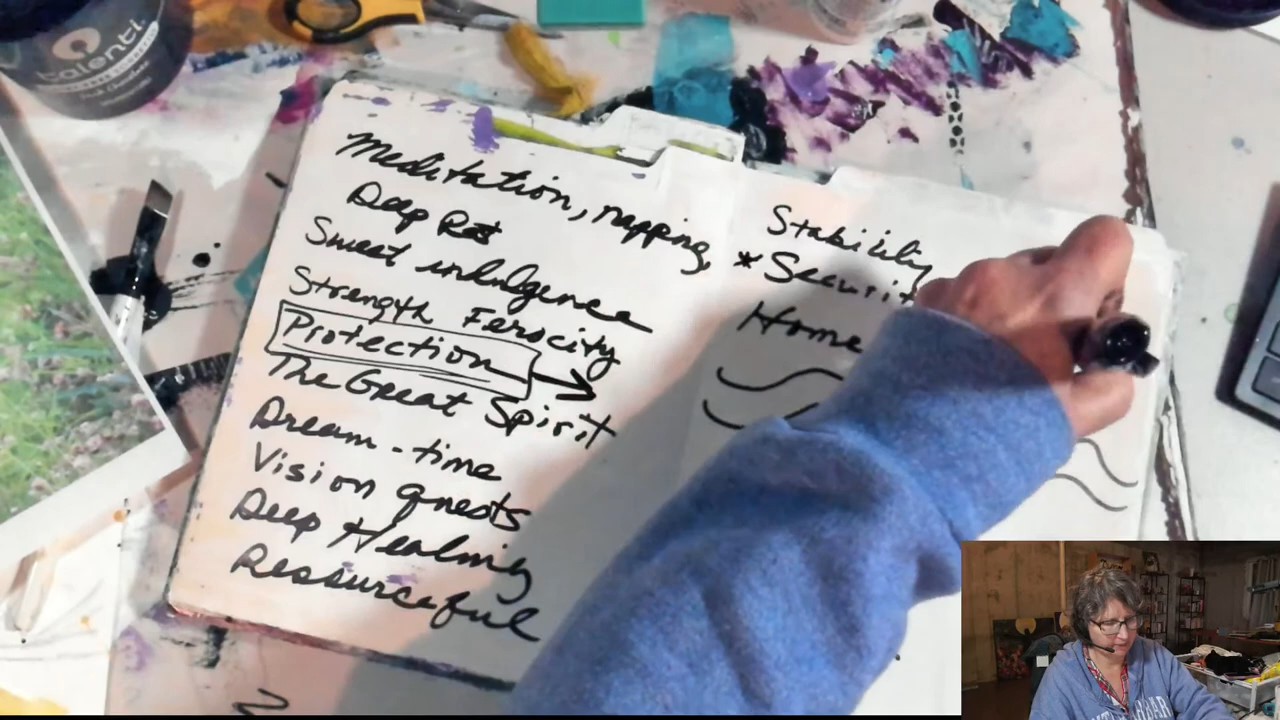 talenti
Meditation, napping,
Deep Rest
Sweet indulgence
Strength Ferocity
Protection
The Great Spirit
Dream-time
Vision quests
Deep Healing
Ressurceful
Stability
* Securit
Home